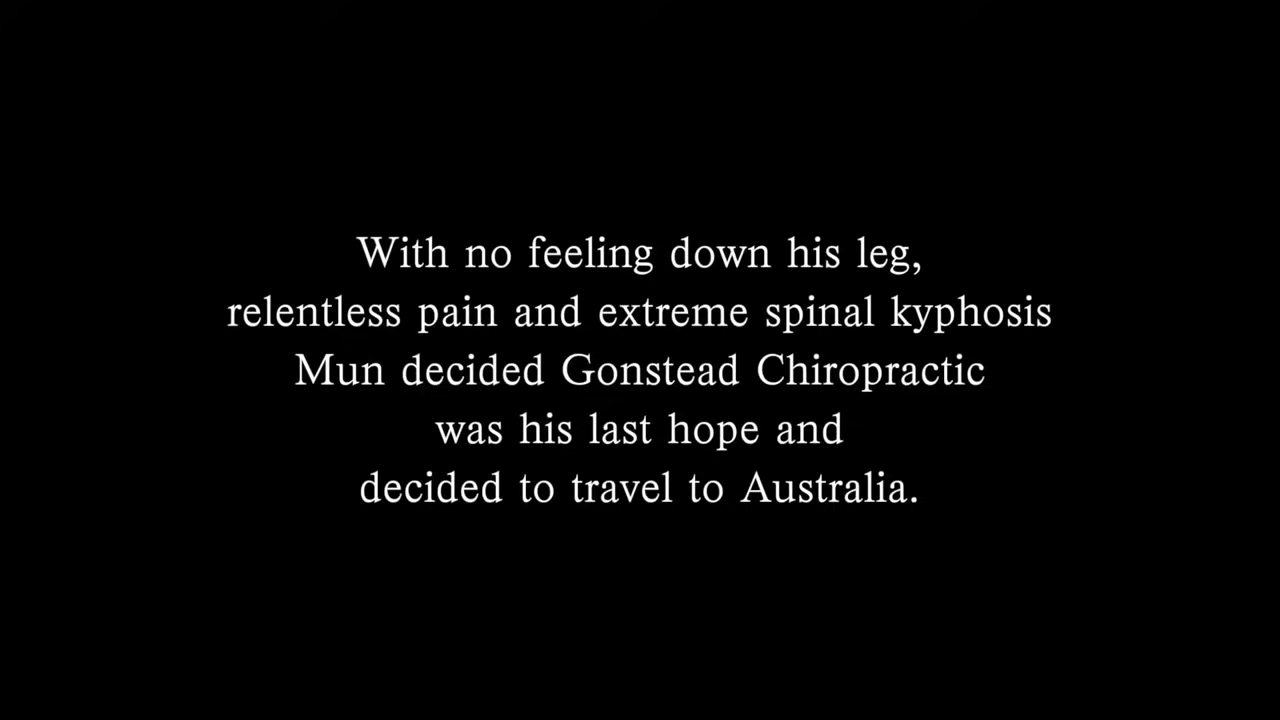 With no feeling down his leg,
relentless pain and extreme spinal kyphosis
Mun decided Gonstead Chiropractic
was his last hope and
decided to travel to Australia.